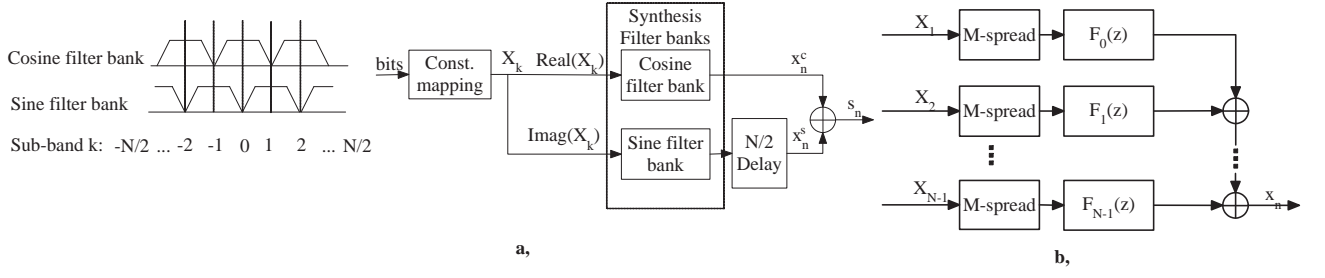 Cosine filter bank
Sine filter bank
Sub-band k: -N/2 ... -2 -1 0 1 2 ... N/2
bits
Const.
mapping
X_k
Real(X_k)
Imag(X_k)
Synthesis
Filter banks
Cosine
filter bank
Sine filter
bank
N/2
Delay
x_n^c
x_n^s
s_n
a,
X_1
M-spread
F_0(z)
X_2
M-spread
F_1(z)
X_{N-1}
M-spread
F_{N-1}(z)
x_n
b,